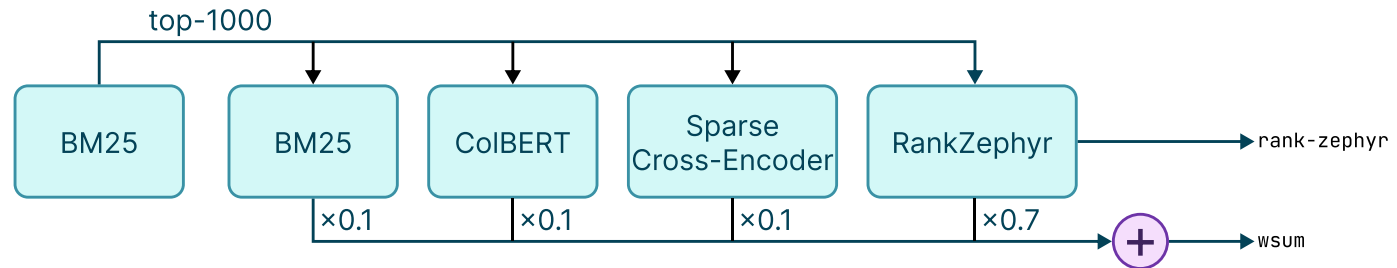 top-1000
BM25
BM25
ColBERT
Sparse
Cross-Encoder
RankZephyr
rank-zephyr
×0.1
×0.1
×0.1
×0.7
+
wsum